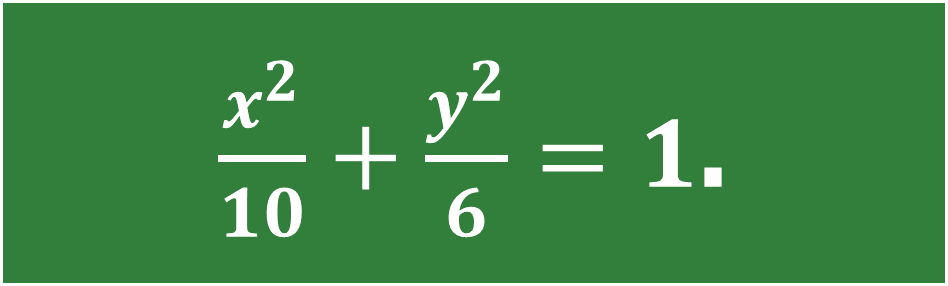 x²/10 + y²/6 = 1.